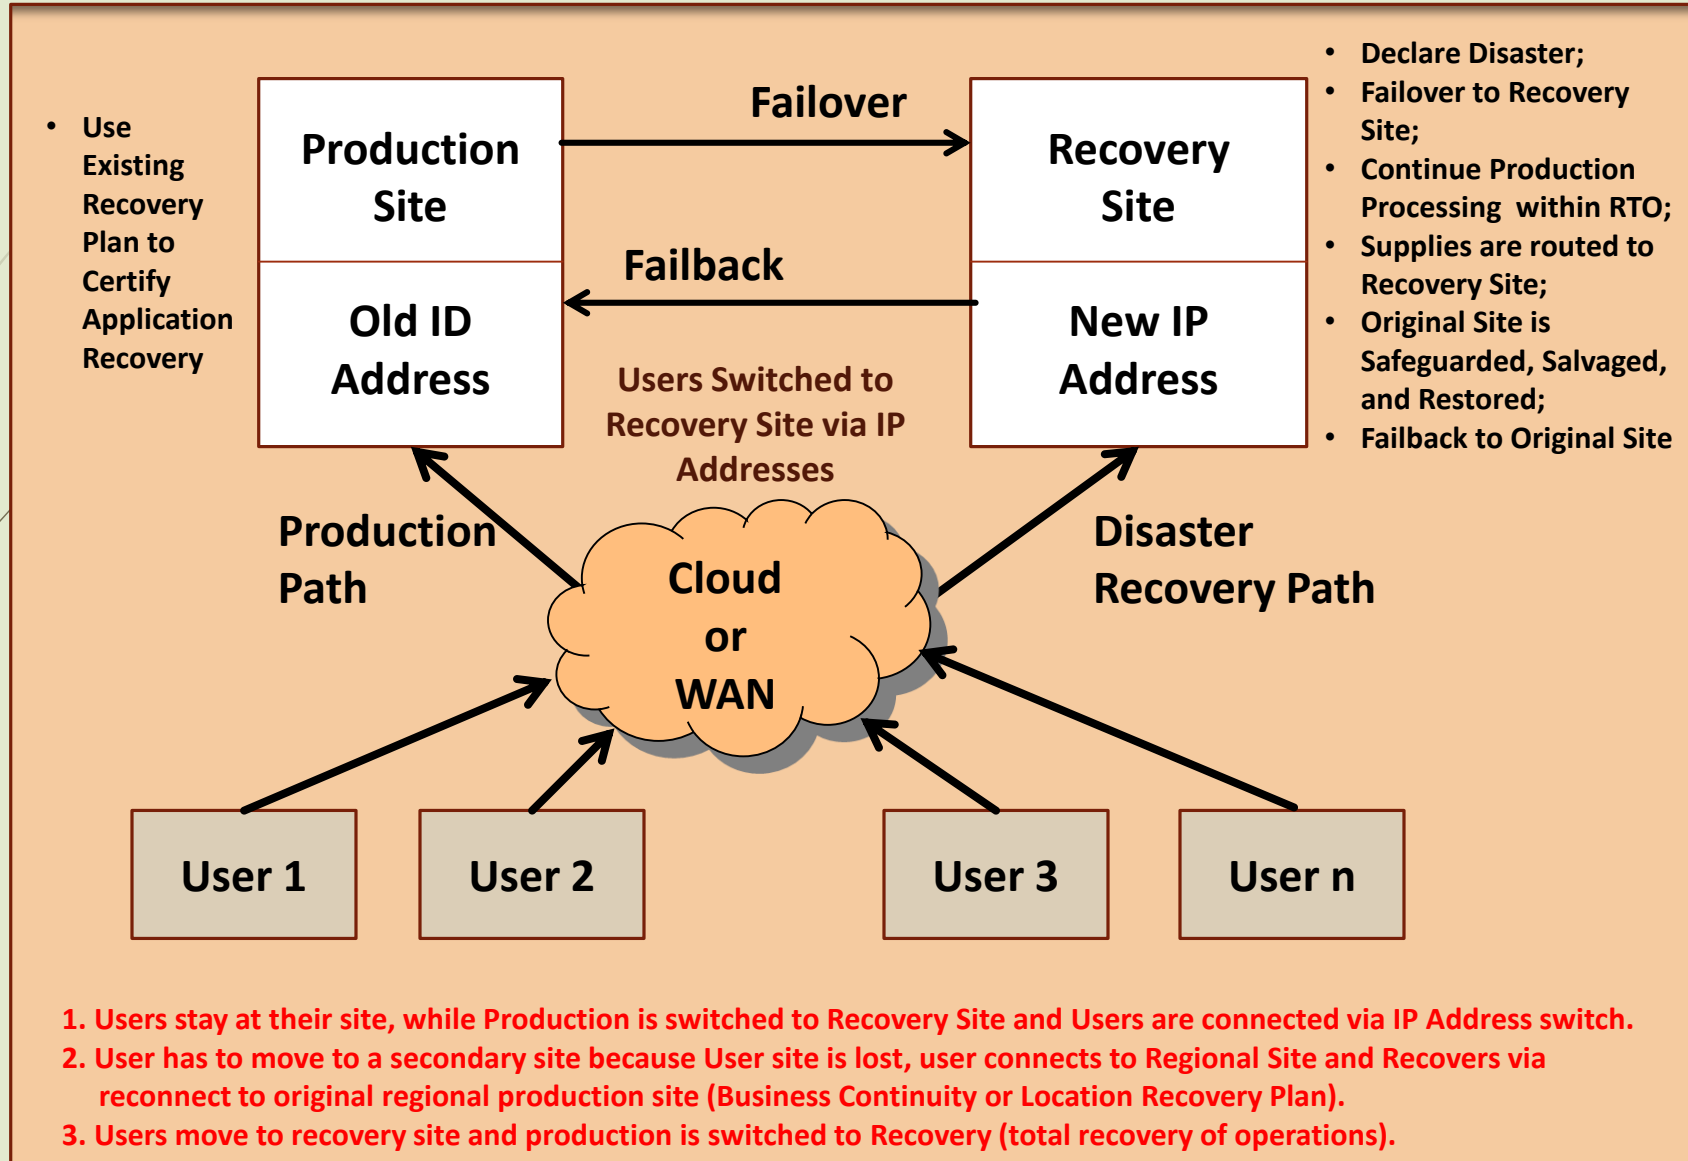 • Use
Existing
Recovery
Plan to
Certify
Application
Recovery
Production
Site
Old ID
Address
Failover
Failback
Recovery
Site
New IP
Address
• Declare Disaster;
• Failover to Recovery
Site;
• Continue Production
Processing within RTO;
• Supplies are routed to
Recovery Site;
• Original Site is
Safeguarded, Salvaged,
and Restored;
• Failback to Original Site
Users Switched to
Recovery Site via IP
Addresses
Production
Path
Cloud
or
WAN
Disaster
Recovery Path
User 1
User 2
User 3
User n
1. Users stay at their site, while Production is switched to Recovery Site and Users are connected via IP Address switch.
2. User has to move to a secondary site because User site is lost, user connects to Regional Site and Recovers via
reconnect to original regional production site (Business Continuity or Location Recovery Plan).
3. Users move to recovery site and production is switched to Recovery (total recovery of operations).